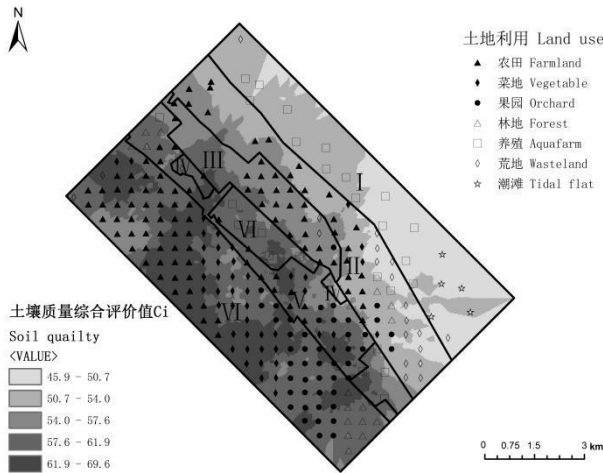 N
土地利用 Land use
农田 Farmland
菜地 Vegetable
果园 Orchard
林地 Forest
养殖 Aquafarm
荒地 Wasteland
潮滩 Tidal flat
I
III
IV
VI
II
IV
V
VI
土壤质量综合评价值Ci
Soil quailty
<VALUE>
45.9 - 50.7
50.7 - 54.0
54.0 - 57.6
57.6 - 61.9
61.9 - 69.6
0 0.75 1.5 3 km